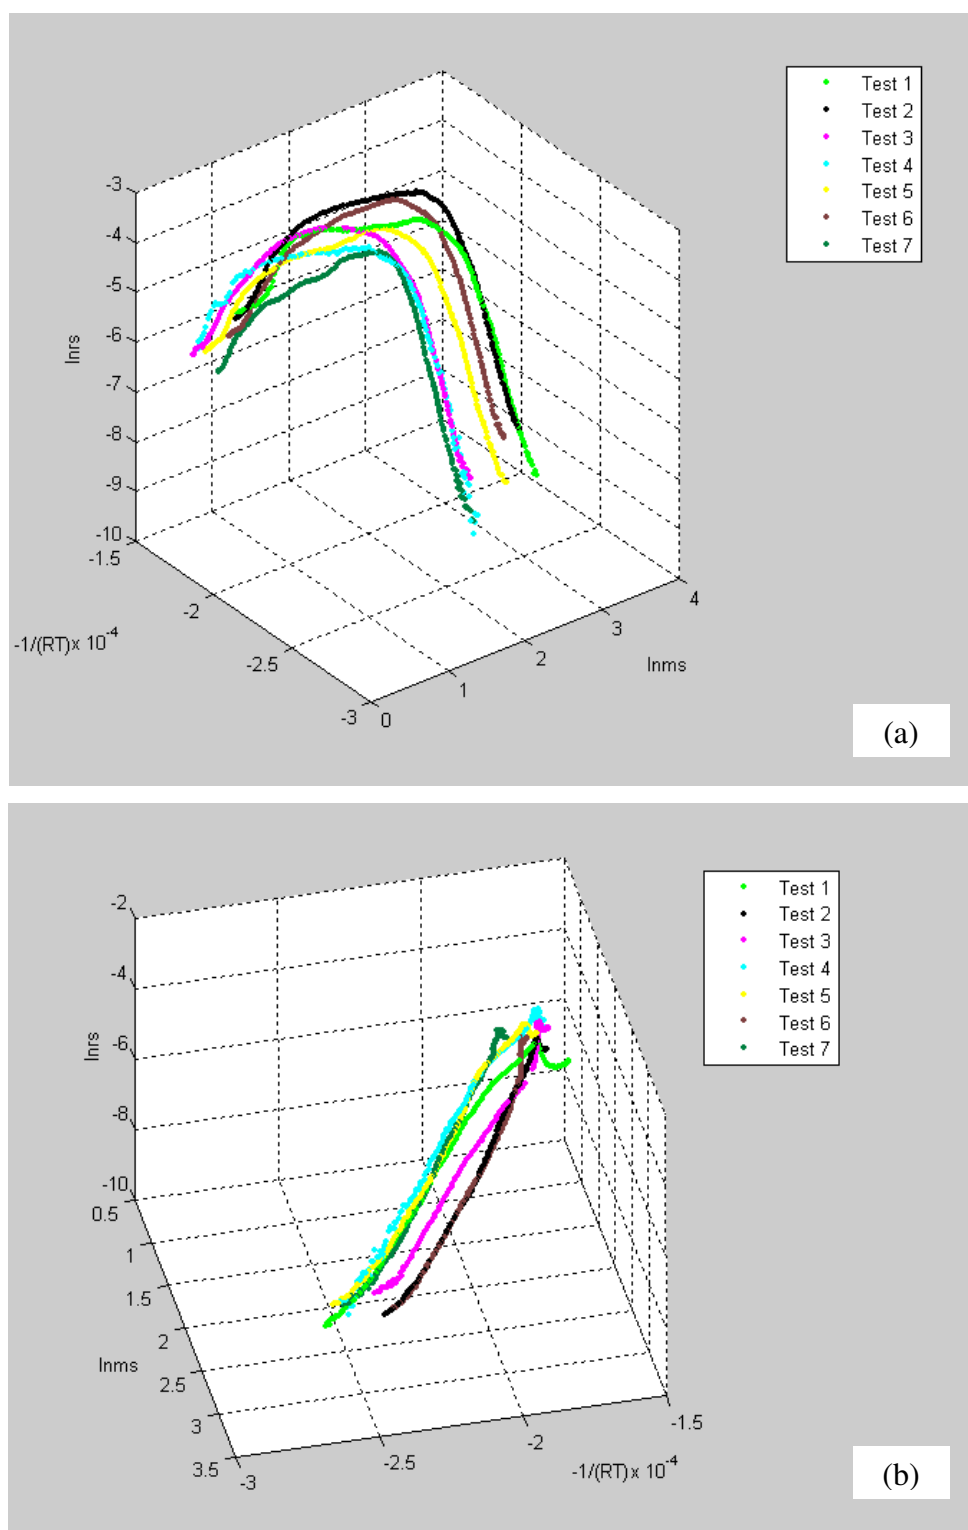 Test 1
Test 2
Test 3
Test 4
Test 5
Test 6
Test 7
-3
-4
-5
-6
-7
-8
-9
-10
lnrs
-1.5
-2
-2.5
-3
-1/(RT)x 10-4
0
1
2
3
4
lnms
(a)
Test 1
Test 2
Test 3
Test 4
Test 5
Test 6
Test 7
-2
-4
-6
-8
-10
lnrs
0.5
1
1.5
2
2.5
3
3.5
lnms
-3
-2.5
-2
-1.5
-1/(RT)x 10-4
(b)